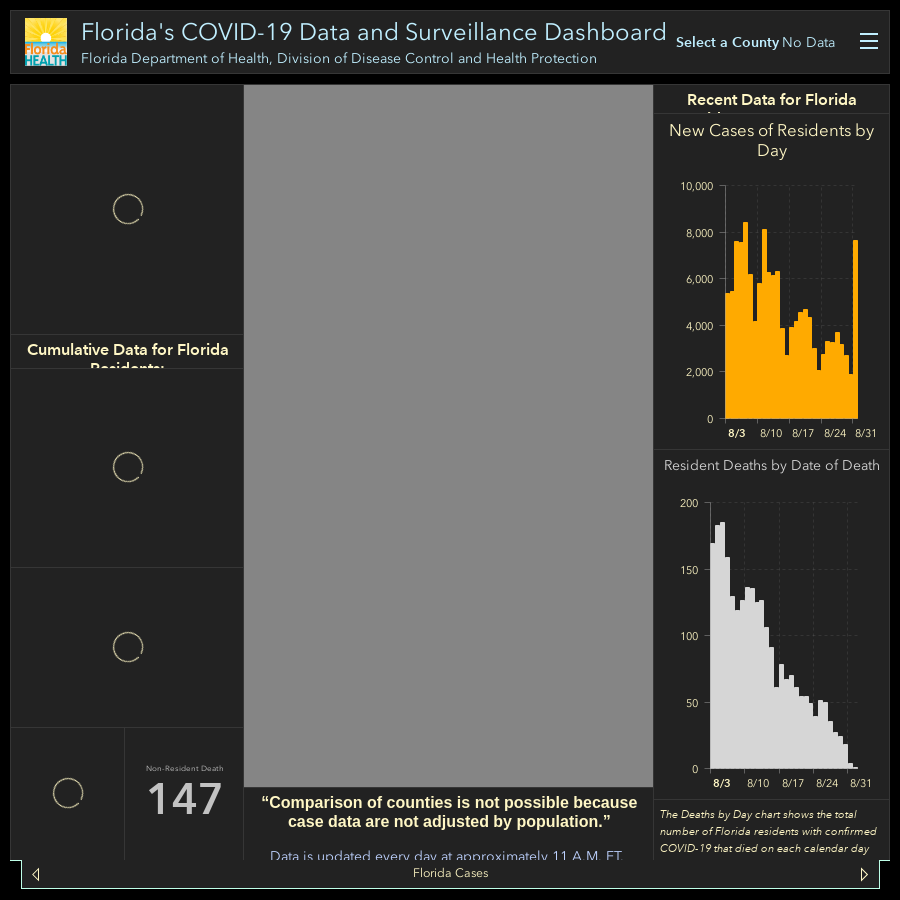 Florida
HEALTH
Florida's COVID-19 Data and Surveillance Dashboard
Florida Department of Health, Division of Disease Control and Health Protection
Select a County No Data
Cumulative Data for Florida
Residents:
Non-Resident Death
147
“Comparison of counties is not possible because
case data are not adjusted by population.”
Data is updated every day at approximately 11 A.M. ET.
Recent Data for Florida
New Cases of Residents by
Day
10,000
8,000
6,000
4,000
2,000
0
8/3 8/10 8/17 8/24 8/31
Resident Deaths by Date of Death
200
150
100
50
0
8/3 8/10 8/17 8/24 8/31
The Deaths by Day chart shows the total
number of Florida residents with confirmed
COVID-19 that died on each calendar day
Florida Cases